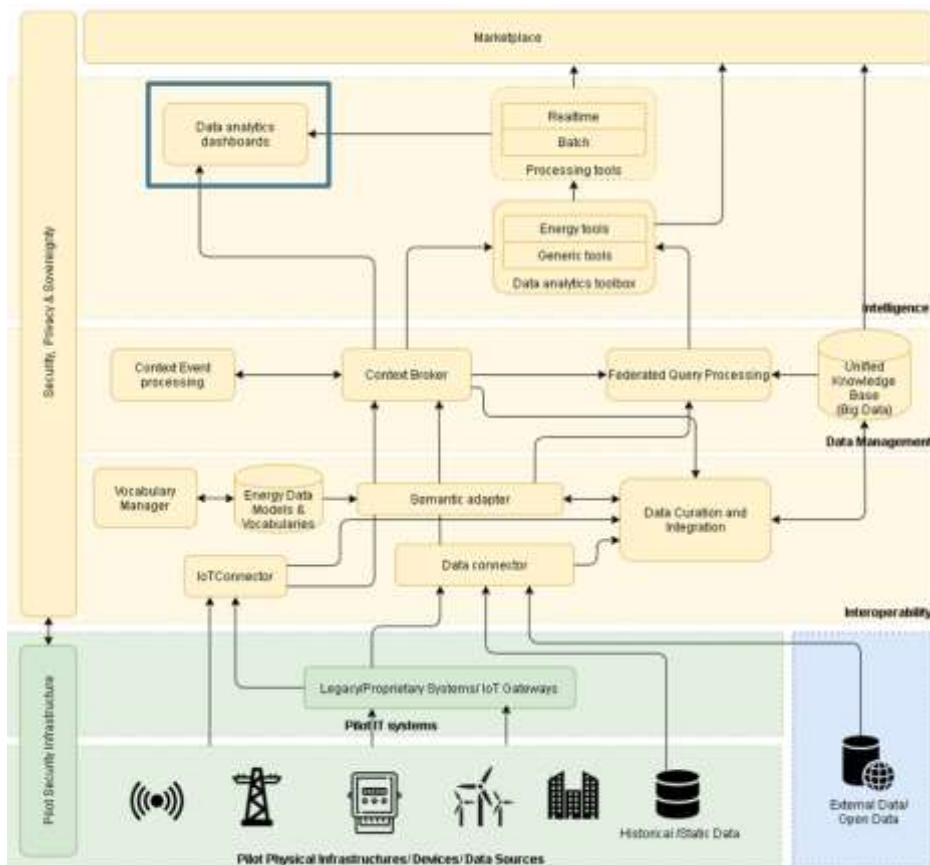 Marketplace
Security, Privacy & Sovereignty
Data analytics
dashboards
Realtime
Batch
Processing tools
Energy tools
Generic tools
Data analytics toolbox
Intelligence
Context Event
processing
Context Broker
Federated Query Processing
Unified
Knowledge
Base
(Big Data)
Data Management
Vocabulary
Manager
Energy Data
Models &
Vocabularies
Semantic adapter
Data Curation and
Integration
IoTConnector
Data connector
Interoperability
Pilot Security Infrastructure
Legacy/Proprietary Systems/ IoT Gateways
Pilot IT systems
Historical /Static Data
External Data/
Open Data
Pilot Physical Infrastructures/ Devices/ Data Sources